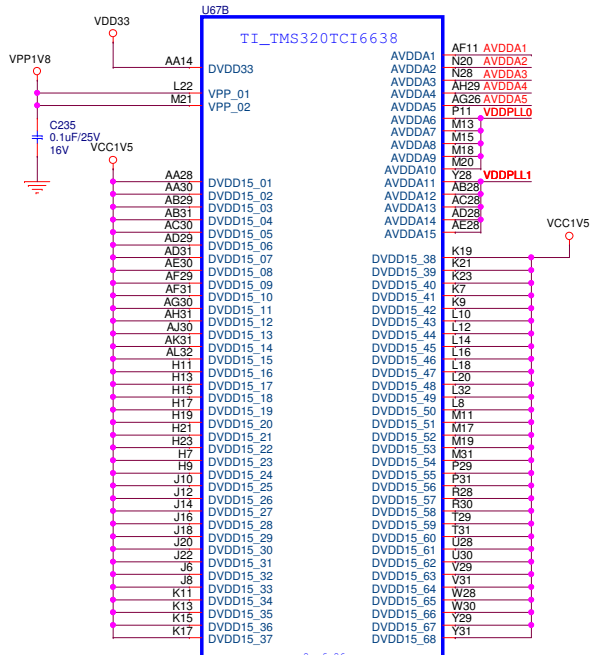 U67B
TI_TMS320TCI6638
VDD33
VPP1V8
AA14 DVDD33
L22 VPP_01
M21 VPP_02
C235
0.1uF/25V
16V
VCC1V5
AA28 DVDD15_01
AA30 DVDD15_02
AB29 DVDD15_03
AB31 DVDD15_04
AC30 DVDD15_05
AD29 DVDD15_06
AD31 DVDD15_07
AE30 DVDD15_08
AF29 DVDD15_09
AF31 DVDD15_10
AG30 DVDD15_11
AH31 DVDD15_12
AJ30 DVDD15_13
AK31 DVDD15_14
AL32 DVDD15_15
H11 DVDD15_16
H13 DVDD15_17
H15 DVDD15_18
H17 DVDD15_19
H19 DVDD15_20
H21 DVDD15_21
H23 DVDD15_22
H7 DVDD15_23
H9 DVDD15_24
J10 DVDD15_25
J12 DVDD15_26
J14 DVDD15_27
J16 DVDD15_28
J18 DVDD15_29
J20 DVDD15_30
J22 DVDD15_31
J6 DVDD15_32
J8 DVDD15_33
K11 DVDD15_34
K13 DVDD15_35
K15 DVDD15_36
K17 DVDD15_37
AVDDA1 AF11 AVDDA1
AVDDA2 N20 AVDDA2
AVDDA3 N28 AVDDA3
AVDDA4 AH29 AVDDA4
AVDDA5 AG26 AVDDA5
AVDDA6 P11 VDDPLL0
AVDDA7 M13
AVDDA8 M15
AVDDA9 M18
AVDDA10 M20
AVDDA11 Y28 VDDPLL1
AVDDA12 AB28
AVDDA13 AC28
AVDDA14 AD28
AVDDA15 AE28
VCC1V5
DVDD15_38 K19
DVDD15_39 K21
DVDD15_40 K23
DVDD15_41 K7
DVDD15_42 K9
DVDD15_43 L10
DVDD15_44 L12
DVDD15_45 L14
DVDD15_46 L16
DVDD15_47 L18
DVDD15_48 L20
DVDD15_49 L32
DVDD15_50 L8
DVDD15_51 M11
DVDD15_52 M17
DVDD15_53 M19
DVDD15_54 M31
DVDD15_55 P29
DVDD15_56 P31
DVDD15_57 R28
DVDD15_58 R30
DVDD15_59 T29
DVDD15_60 T31
DVDD15_61 U28
DVDD15_62 U30
DVDD15_63 V29
DVDD15_64 V31
DVDD15_65 W28
DVDD15_66 W30
DVDD15_67 Y29
DVDD15_68 Y31